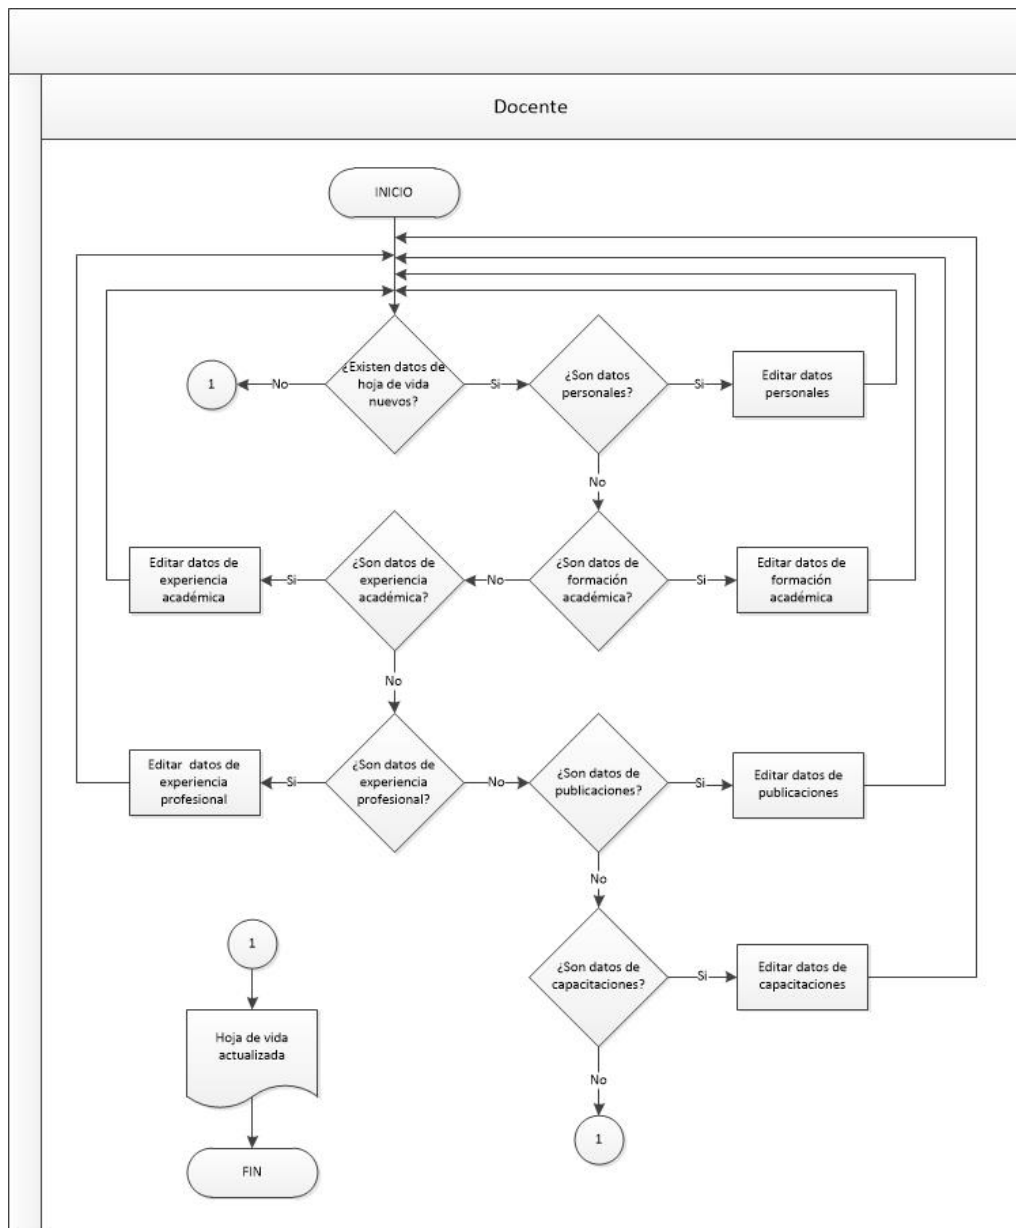 Docente
INICIO
¿Existen datos de
hoja de vida
nuevos?
1
No
Si
¿Son datos
personales?
Si
Editar datos
personales
No
Editar datos de
experiencia
académica
Si
¿Son datos de
experiencia
académica?
No
¿Son datos de
formación
académica?
Si
Editar datos de
formación
académica
No
Editar datos de
experiencia
profesional
Si
¿Son datos de
experiencia
profesional?
No
¿Son datos de
publicaciones?
Si
Editar datos de
publicaciones
No
1
¿Son datos de
capacitaciones?
Si
Editar datos de
capacitaciones
Hoja de vida
actualizada
No
1
FIN